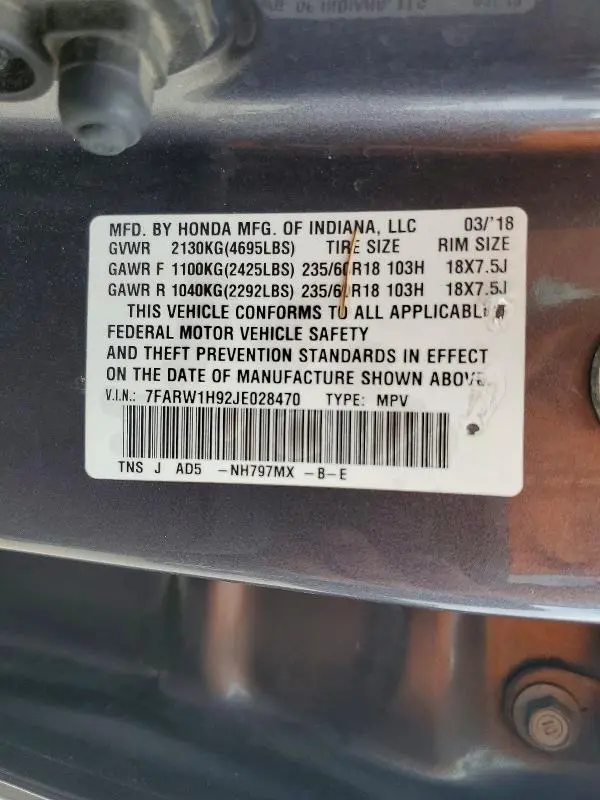 MFD. BY HONDA MFG. OF INDIANA, LLC 03/'18
GVWR 2130KG(4695LBS) TIRE SIZE RIM SIZE
GAWR F 1100KG(2425LBS) 235/60R18 103H 18X7.5J
GAWR R 1040KG(2292LBS) 235/60R18 103H 18X7.5J
THIS VEHICLE CONFORMS TO ALL APPLICABLE
FEDERAL MOTOR VEHICLE SAFETY
AND THEFT PREVENTION STANDARDS IN EFFECT
ON THE DATE OF MANUFACTURE SHOWN ABOVE.
V.I.N.: 7FARW1H92JE028470 TYPE: MPV
TNS J AD5 -NH797MX -B-E